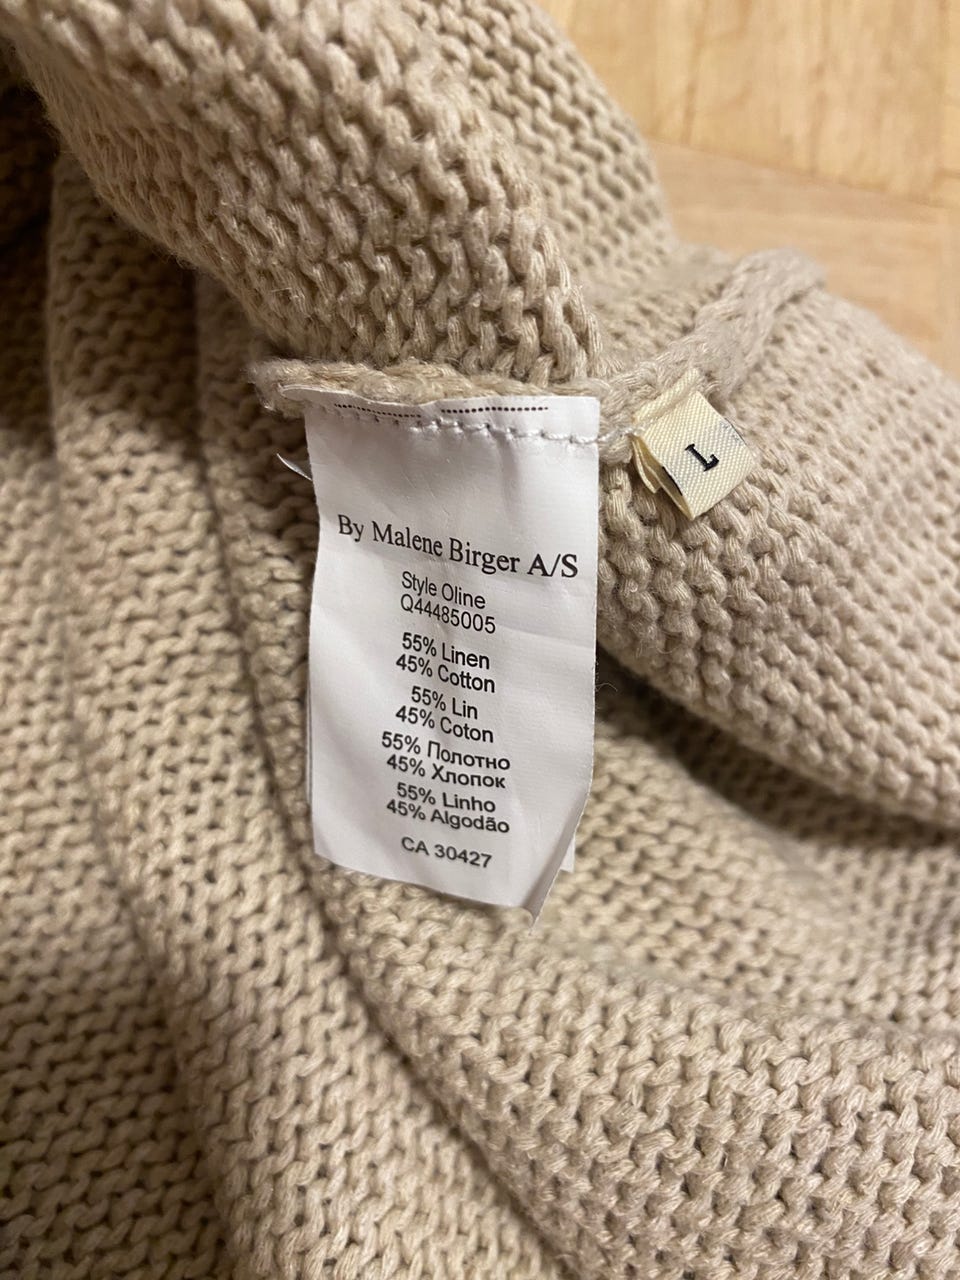 By Malene Birger A/S
Style Oline
Q44485005
55% Linen
45% Cotton
55% Lin
45% Coton
55% Полотно
45% Хлопок
55% Linho
45% Algodão
CA 30427
L